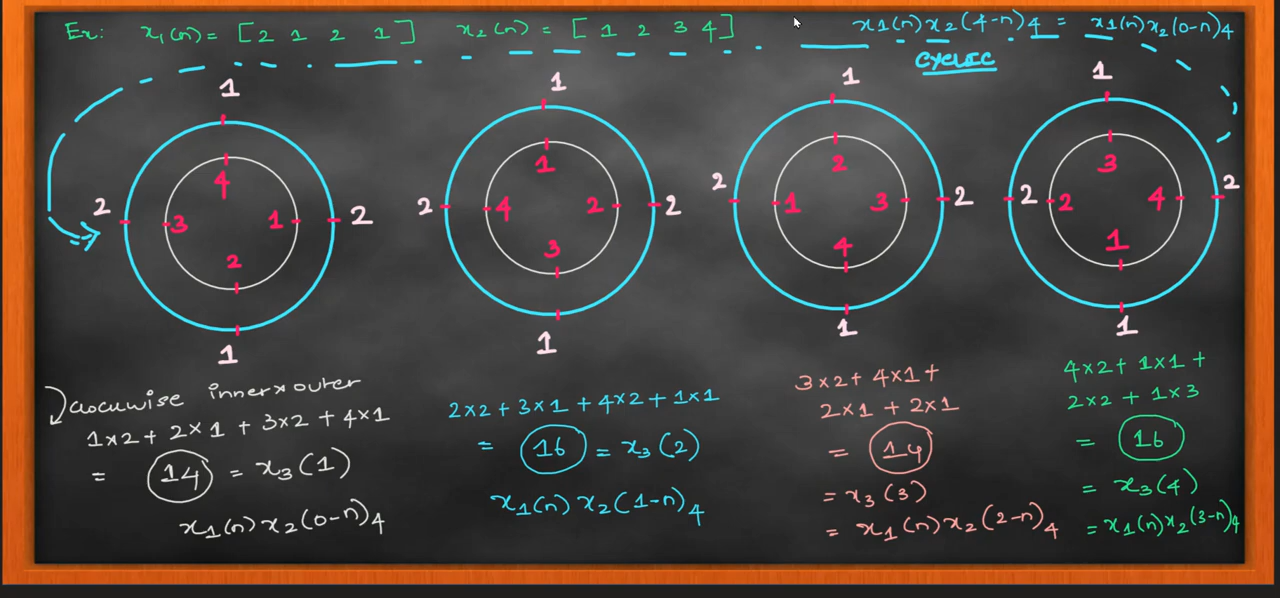 Ex: x₁(n) = [2 1 2 1] x₂(n) = [1 2 3 4] x1(n)x2(4-n)4 = x1(n)x2(0-n)4
CYCLIC
1
2
2
1
4
3
1
2
1
2
2
1
1
4
2
3
1
2
2
1
2
1
3
4
1
2
2
1
3
2
4
1
Clocuwise inner x outer
1x2 + 2x1 + 3x2 + 4x1
= 14 = x₃(1)
x1(n) x2(0-n)4
2x2 + 3x1 + 4x2 + 1x1
= 16 = x₃(2)
x1(n) x2(1-n)4
3x2 + 4x1 +
2x1 + 2x1
= 14
= x₃(3)
= x1(n) x2(2-n)4
4x2 + 1x1 +
2x2 + 1x3
= 16
= x₃(4)
= x1(n)x2(3-n)4